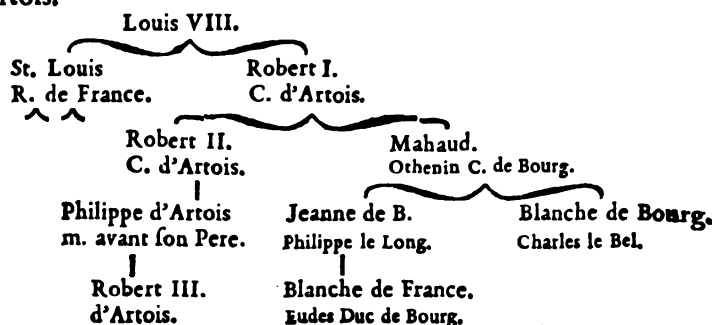 Louis VIII.
St. Louis
R. de France.
Robert I.
C. d'Artois.
Robert II.
C. d'Artois.
Mahaud.
Othenin C. de Bourg.
Philippe d'Artois
m. avant ſon Pere.
Jeanne de B.
Philippe le Long.
Blanche de Bourg.
Charles le Bel.
Robert III.
d'Artois.
Blanche de France.
Eudes Duc de Bourg.